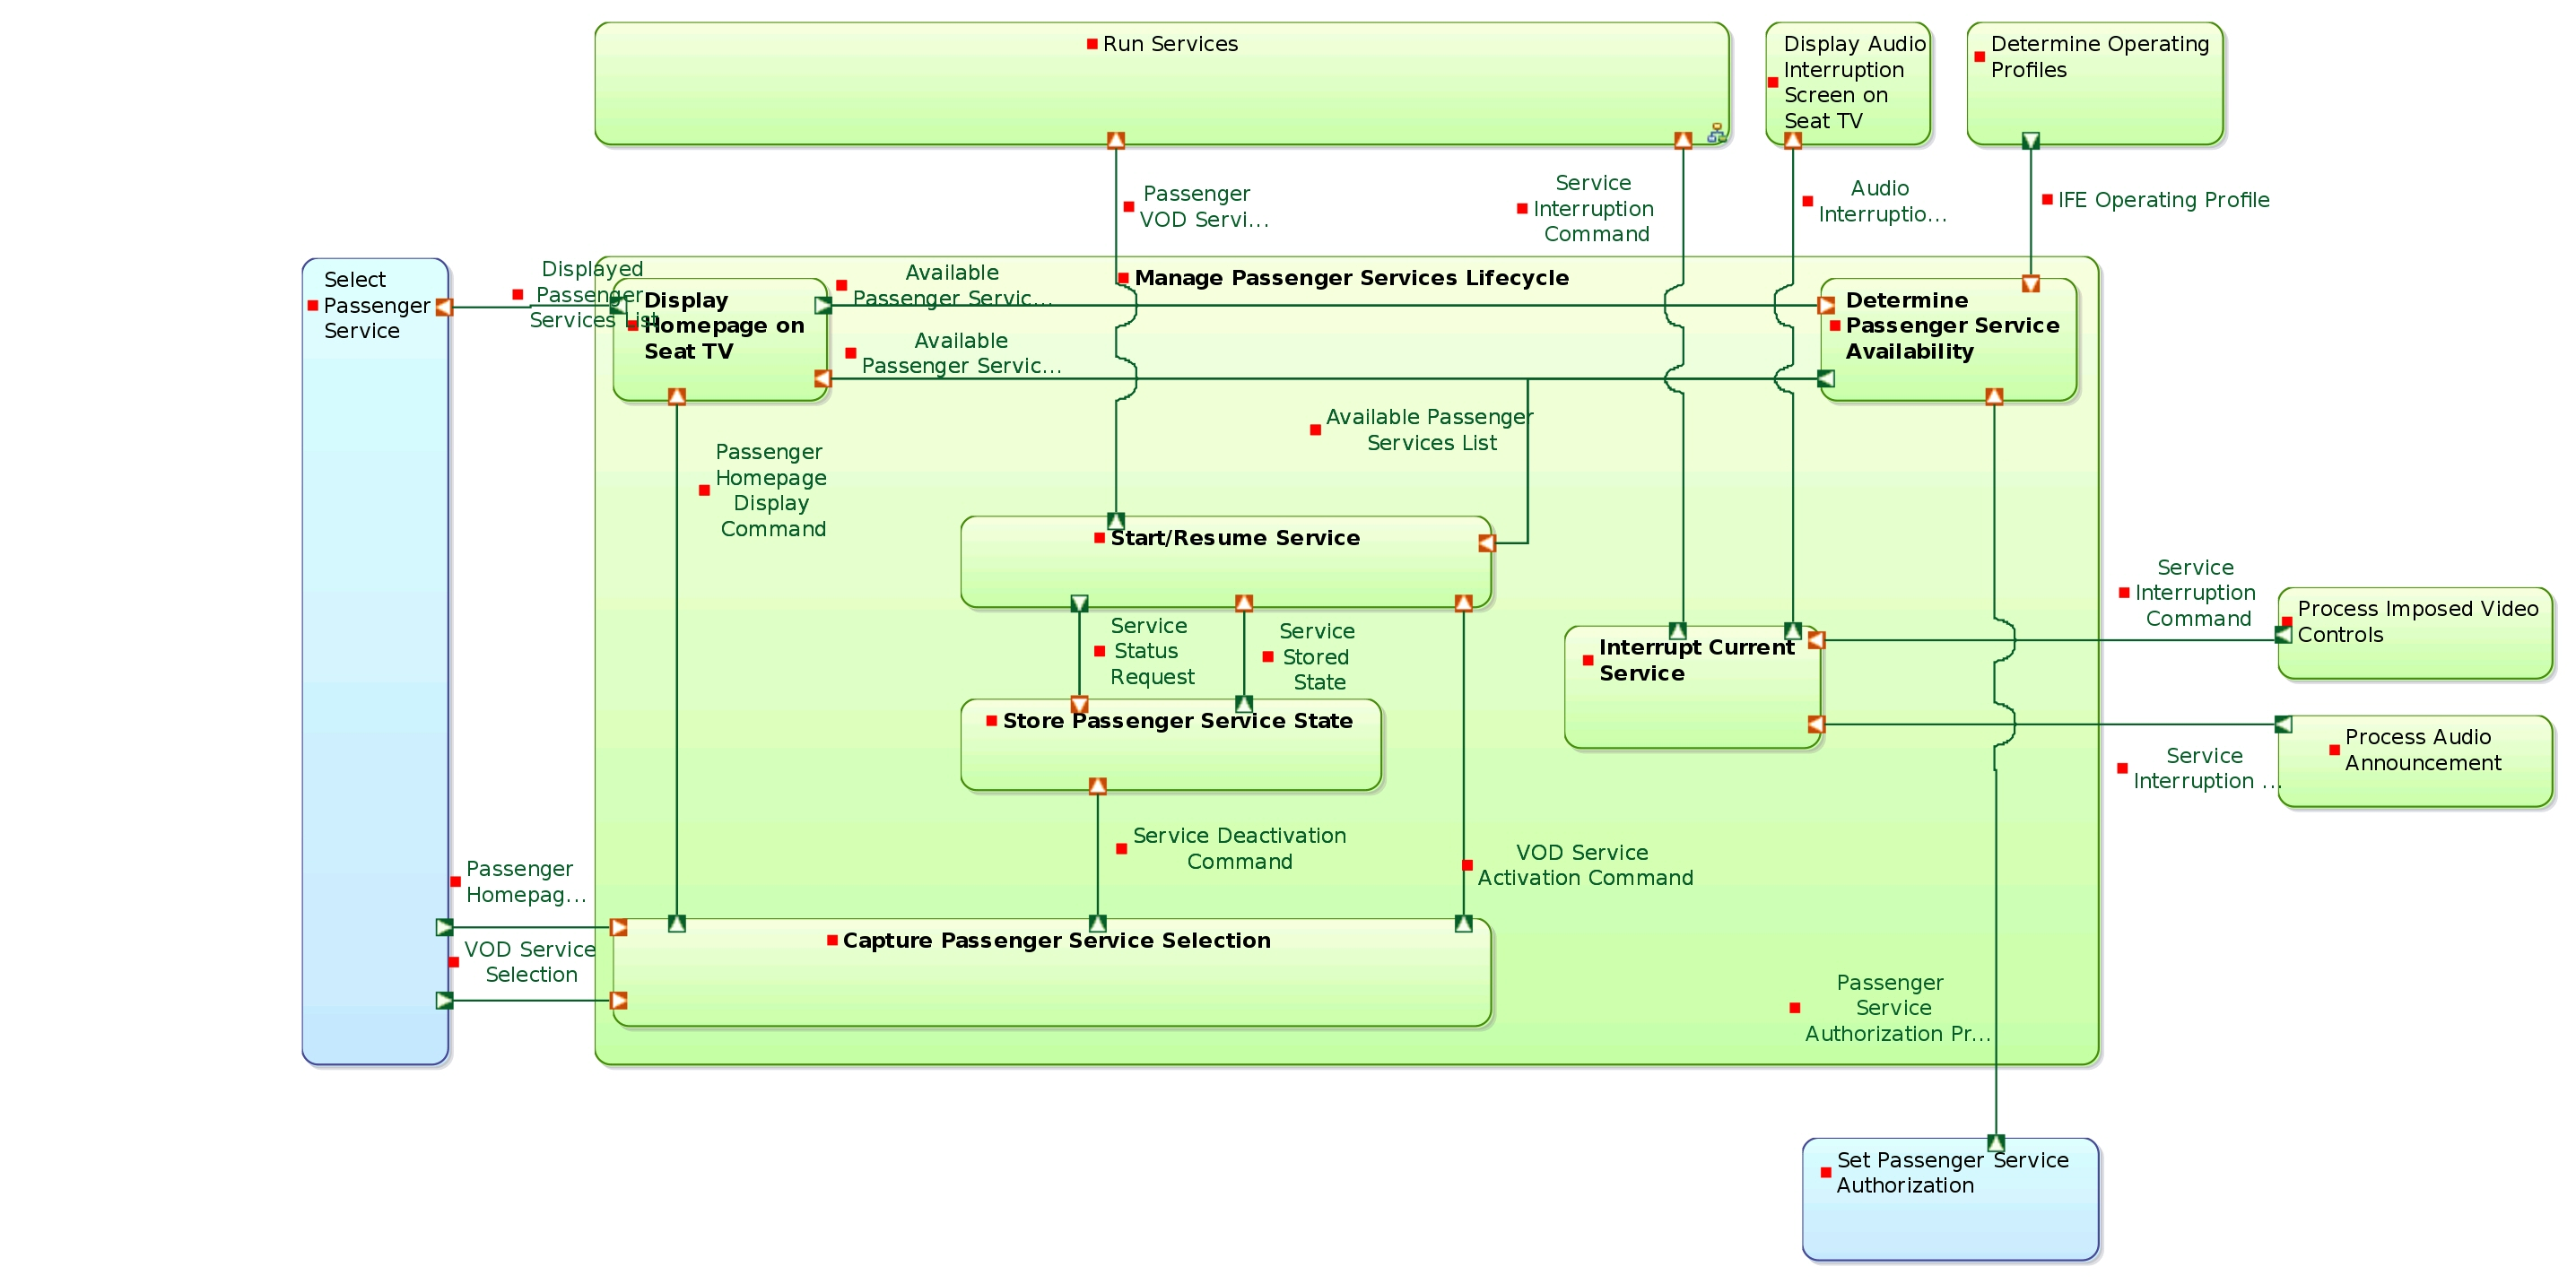 Run Services
Display Audio
Interruption
Screen on
Seat TV
Determine Operating
Profiles
Passenger
VOD Servi...
Service
Interruption
Command
Audio
Interruptio...
IFE Operating Profile
Select
Passenger
Service
Displayed
Passenger
Services List
Manage Passenger Services Lifecycle
Display
Homepage on
Seat TV
Available
Passenger Servic...
Available
Passenger Servic...
Determine
Passenger Service
Availability
Available Passenger
Services List
Passenger
Homepage
Display
Command
Start/Resume Service
Service
Status
Request
Service
Stored
State
Service
Interruption
Command
Process Imposed Video
Controls
Interrupt Current
Service
Store Passenger Service State
Service
Interruption ...
Process Audio
Announcement
Service Deactivation
Command
VOD Service
Activation Command
Passenger
Homepag...
VOD Service
Selection
Capture Passenger Service Selection
Passenger
Service
Authorization Pr...
Set Passenger Service
Authorization